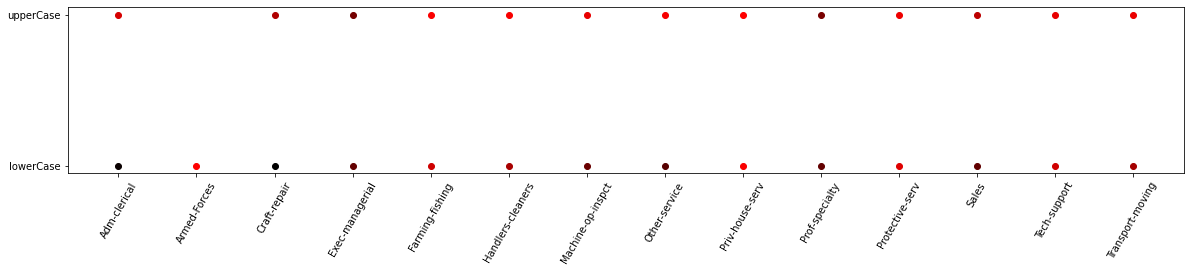 upperCase
lowerCase
Adm-clerical
Armed-Forces
Craft-repair
Exec-managerial
Farming-fishing
Handlers-cleaners
Machine-op-inspct
Other-service
Priv-house-serv
Prof-specialty
Protective-serv
Sales
Tech-support
Transport-moving